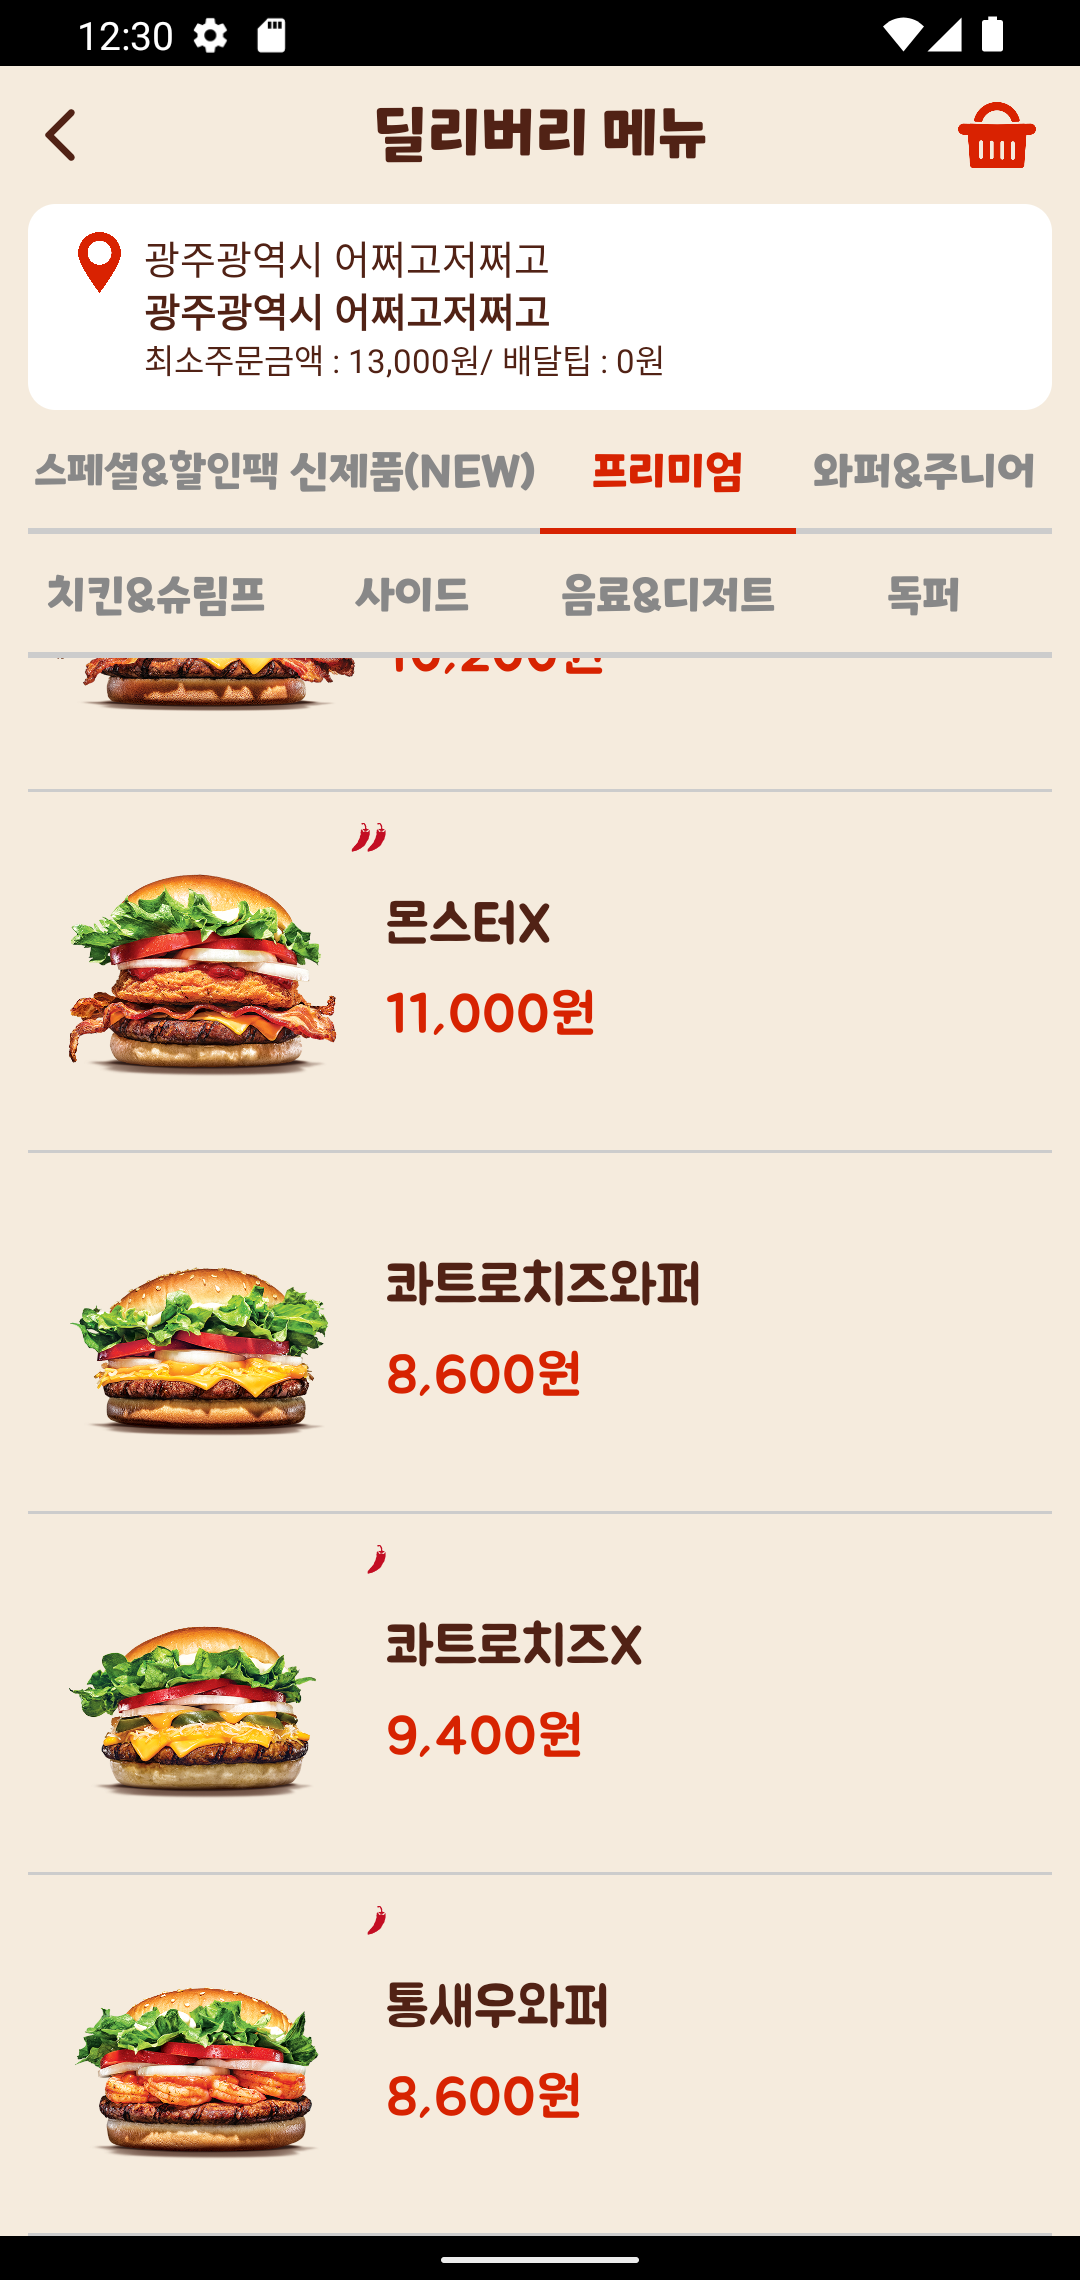 12:30
딜리버리 메뉴
광주광역시 어쩌고저쩌고
광주광역시 어쩌고저쩌고
최소주문금액 : 13,000원/ 배달팁 : 0원
스페셜&할인팩 신제품(NEW) 프리미엄 와퍼&주니어
치킨&슈림프 사이드 음료&디저트 독퍼
몬스터X
11,000원
콰트로치즈와퍼
8,600원
콰트로치즈X
9,400원
통새우와퍼
8,600원